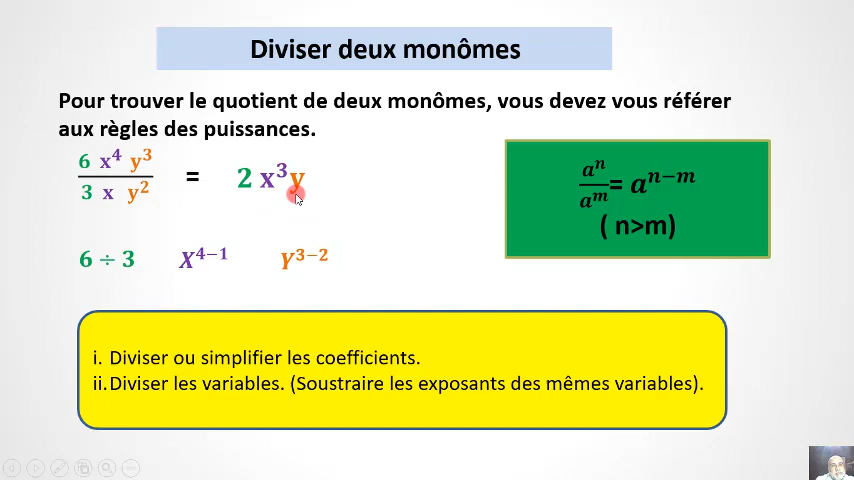 Diviser deux monômes
Pour trouver le quotient de deux monômes, vous devez vous référer
aux règles des puissances.
6 x⁴ y³ / 3 x y² = 2 x³y
6 ÷ 3 X⁴⁻¹ Y³⁻²
aⁿ / aᵐ = aⁿ⁻ᵐ
( n>m)
i. Diviser ou simplifier les coefficients.
ii. Diviser les variables. (Soustraire les exposants des mêmes variables).